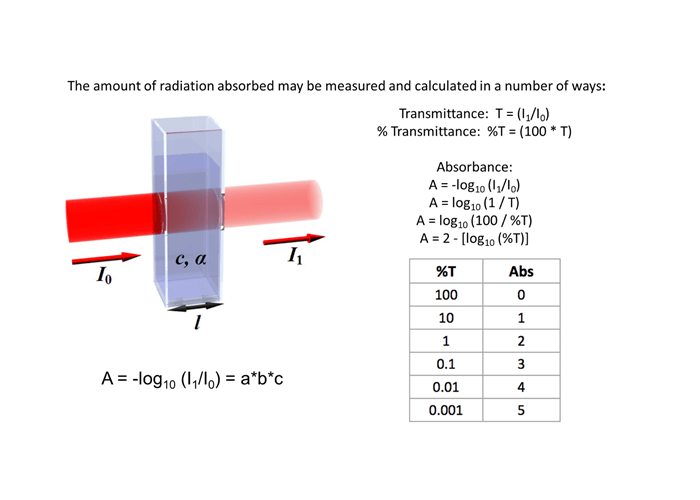 The amount of radiation absorbed may be measured and calculated in a number of ways:
Transmittance: T = (I₁/I₀)
% Transmittance: %T = (100 * T)
Absorbance:
A = -log₁₀ (I₁/I₀)
A = log₁₀ (1 / T)
A = log₁₀ (100 / %T)
A = 2 - [log₁₀ (%T)]
I₀
c, α
I₁
l
A = -log₁₀ (I₁/I₀) = a*b*c
%T Abs
100 0
10 1
1 2
0.1 3
0.01 4
0.001 5